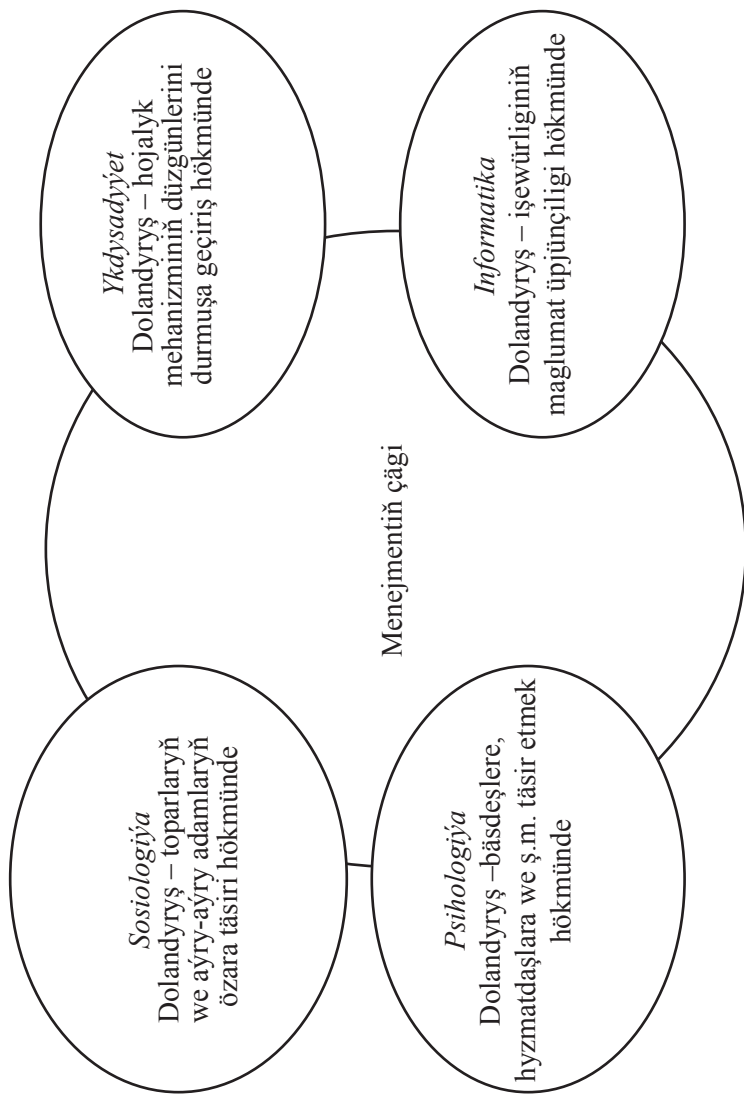 Sosiologiýa
Dolandyryş – toparlaryň
we aýry-aýry adamlaryň
özara täsiri hökmünde
Ykdysadyýet
Dolandyryş – hojalyk
mehanizminiň düzgünlerini
durmuşa geçiriş hökmünde
Menejmentiň çägi
Psihologiýa
Dolandyryş –bäsdeşlere,
hyzmatdaşlara we ş.m. täsir etmek
hökmünde
Informatika
Dolandyryş – işewürliginiň
maglumat üpjünçiligi hökmünde